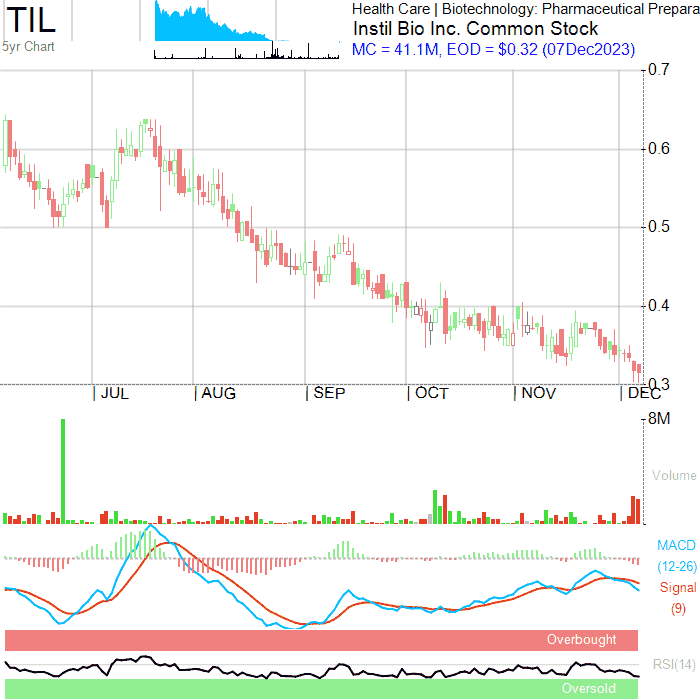 TIL
5yr Chart
Health Care | Biotechnology: Pharmaceutical Prepara
Instil Bio Inc. Common Stock
MC = 41.1M, EOD = $0.32 (07Dec2023)
0.7
0.6
0.5
0.4
0.3
JUL
AUG
SEP
OCT
NOV
DEC
8M
Volume
MACD
(12-26)
Signal
(9)
Overbought
RSI(14)
Oversold